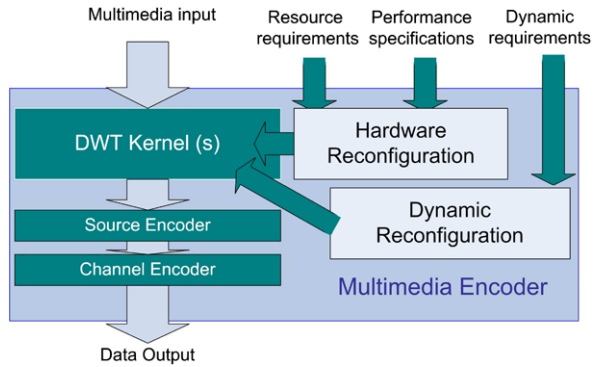 Multimedia input
Resource
requirements
Performance
specifications
Dynamic
requirements
DWT Kernel (s)
Hardware
Reconfiguration
Dynamic
Reconfiguration
Source Encoder
Channel Encoder
Multimedia Encoder
Data Output